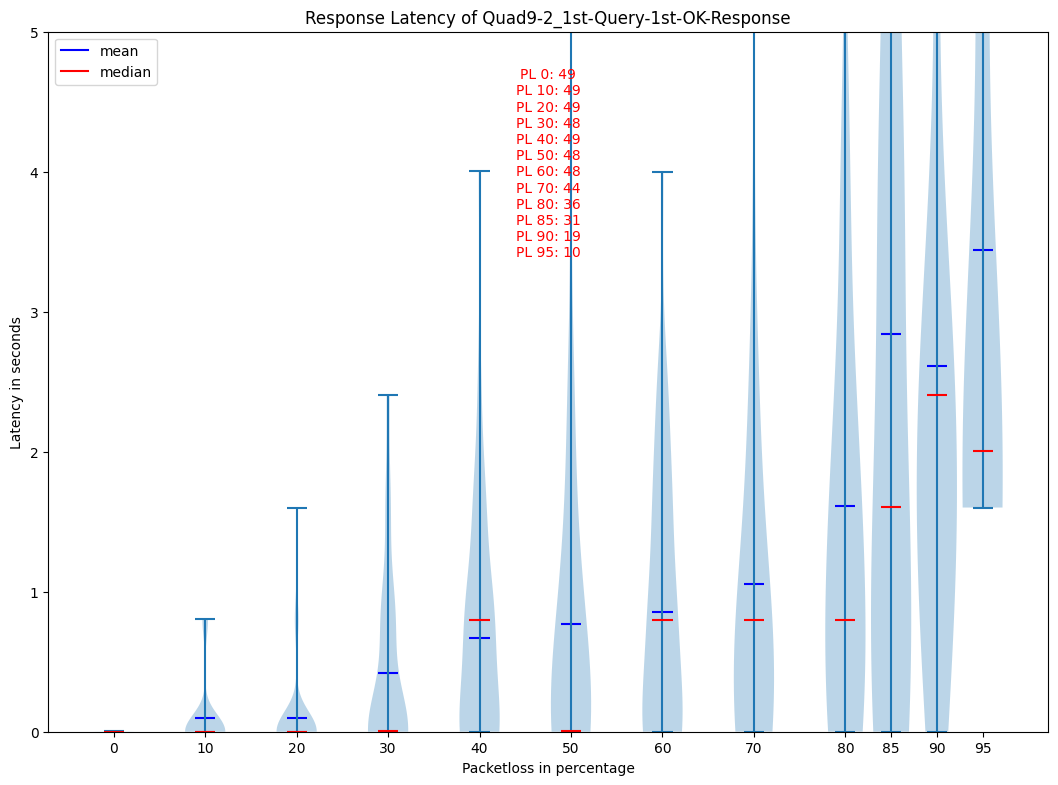 Response Latency of Quad9-2_1st-Query-1st-OK-Response
mean
median
PL 0: 49
PL 10: 49
PL 20: 49
PL 30: 48
PL 40: 49
PL 50: 48
PL 60: 48
PL 70: 44
PL 80: 36
PL 85: 31
PL 90: 19
PL 95: 10
Latency in seconds
5
4
3
2
1
0
0 10 20 30 40 50 60 70 80 85 90 95
Packetloss in percentage